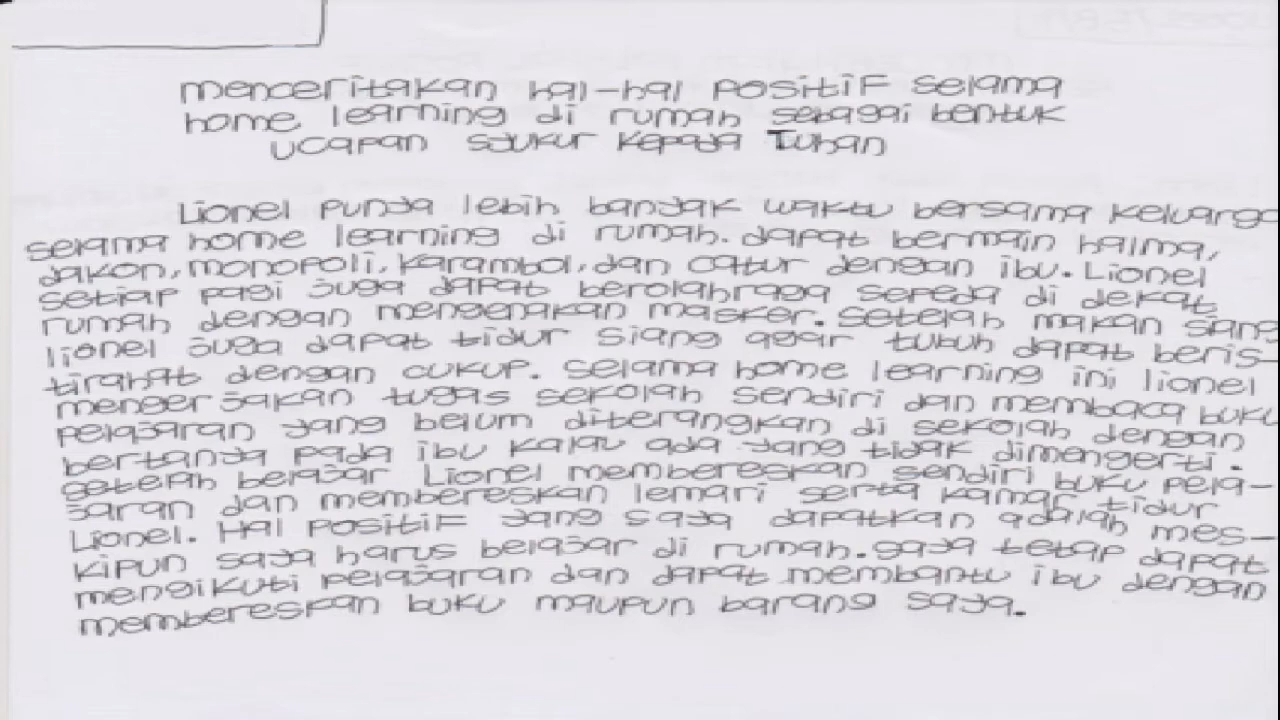 menceritakan hal-hal positif selama
home learning di rumah sebagai bentuk
ucapan syukur kepada Tuhan
Lionel punya lebih banyak waktu bersama keluarga
selama home learning di rumah. dapat bermain halma,
dakon, monopoli, karambol, dan catur dengan ibu. Lionel
setiap pagi juga dapat berolahraga sepeda di dekat
rumah dengan mengenakan masker. Setelah makan siang
lionel juga dapat tidur siang agar tubuh dapat beris-
tirahat dengan cukup. selama home learning ini lionel
mengerjakan tugas sekolah sendiri dan membaca buku
pelajaran yang belum diterangkan di sekolah dengan
bertanya pada ibu kalau ada yang tidak dimengerti.
setelah belajar Lionel membereskan sendiri buku pela-
jaran dan membereskan lemari serta kamar tidur
Lionel. Hal positif yang saya dapatkan adalah mes-
kipun saya harus belajar di rumah. saya tetap dapat
mengikuti pelajaran dan dapat membantu ibu dengan
membereskan buku maupun barang saya.